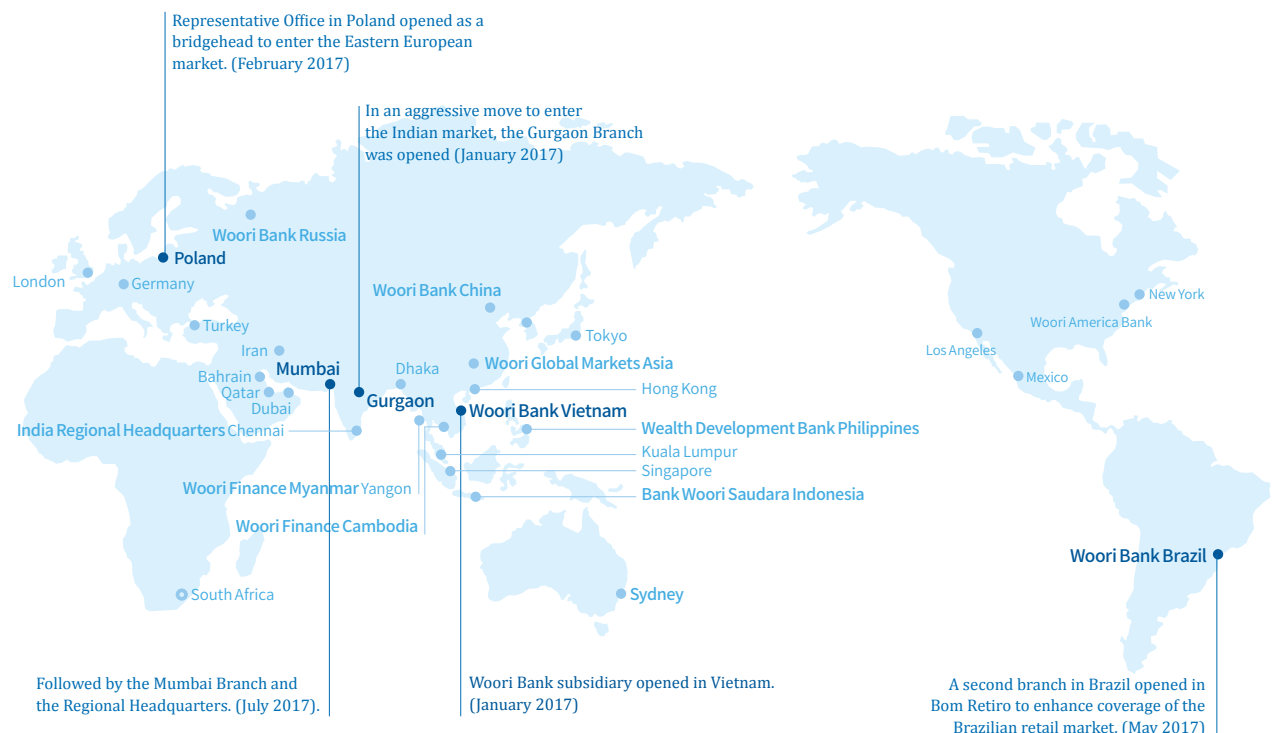 Representative Office in Poland opened as a
bridgehead to enter the Eastern European
market. (February 2017)
In an aggressive move to enter
the Indian market, the Gurgaon Branch
was opened (January 2017)
Woori Bank Russia
Poland
London
Germany
Woori Bank China
New York
Woori America Bank
Turkey
Tokyo
Los Angeles
Iran
Mumbai
Dhaka
Woori Global Markets Asia
Bahrain
Mexico
Qatar
Hong Kong
Gurgaon
Dubai
Woori Bank Vietnam
India Regional Headquarters Chennai
Wealth Development Bank Philippines
Kuala Lumpur
Singapore
Woori Finance Myanmar Yangon
Bank Woori Saudara Indonesia
Woori Finance Cambodia
Woori Bank Brazil
South Africa
Sydney
Followed by the Mumbai Branch and
the Regional Headquarters. (July 2017).
Woori Bank subsidiary opened in Vietnam.
(January 2017)
A second branch in Brazil opened in
Bom Retiro to enhance coverage of the
Brazilian retail market. (May 2017)